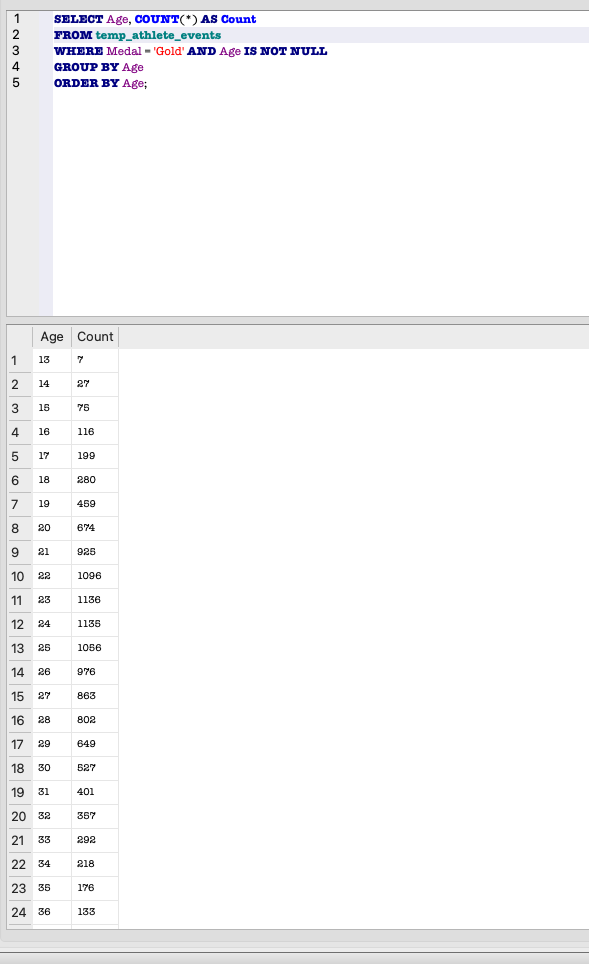 1 SELECT Age, COUNT(*) AS Count
2 FROM temp_athlete_events
3 WHERE Medal = 'Gold' AND Age IS NOT NULL
4 GROUP BY Age
5 ORDER BY Age;
Age Count
1 13 7
2 14 27
3 15 75
4 16 116
5 17 199
6 18 280
7 19 459
8 20 674
9 21 925
10 22 1096
11 23 1136
12 24 1135
13 25 1056
14 26 976
15 27 863
16 28 802
17 29 649
18 30 527
19 31 401
20 32 357
21 33 292
22 34 218
23 35 176
24 36 133